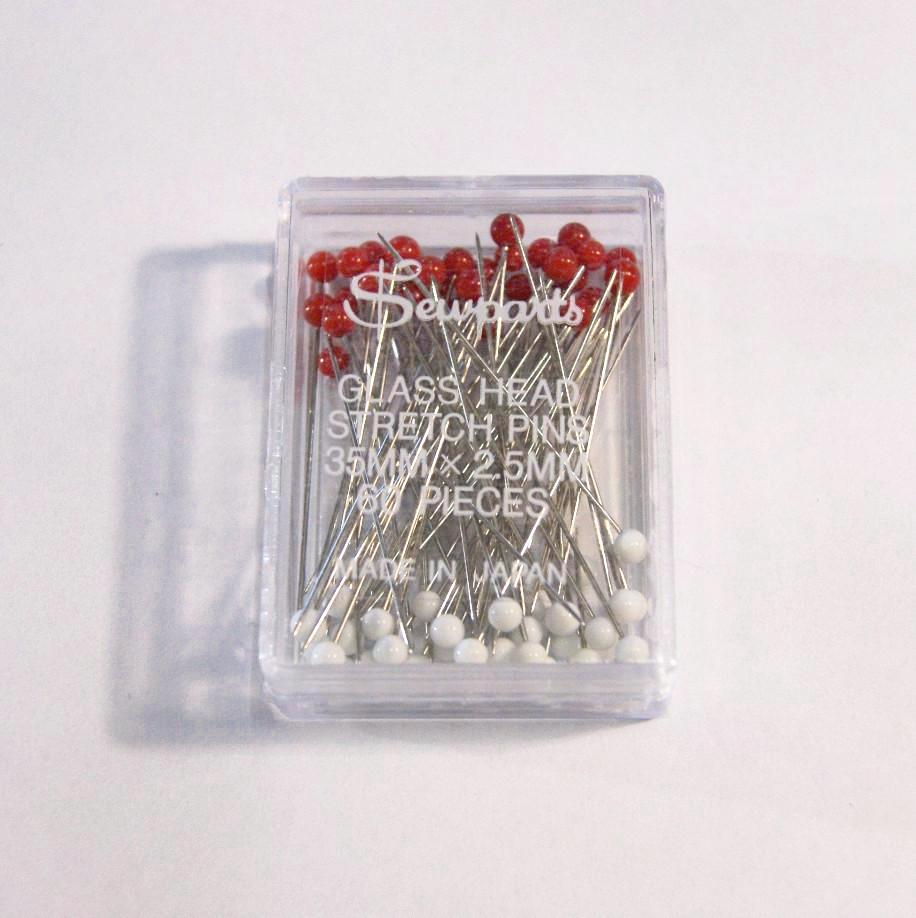 Sewparts
GLASS HEAD
STRETCH PINS
35MM × 2.5MM
60 PIECES
MADE IN JAPAN